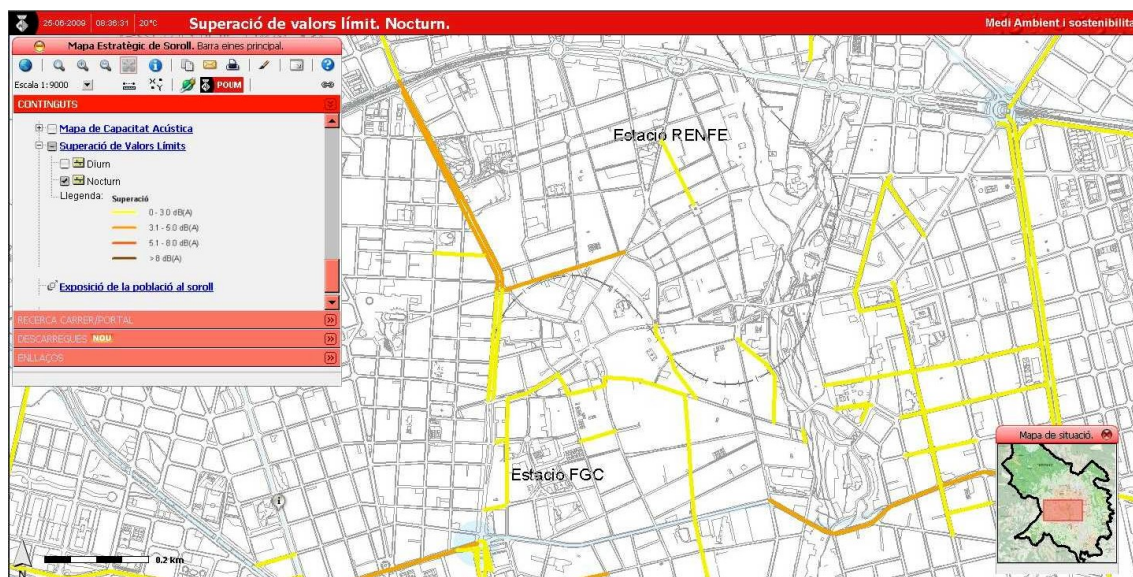 25-06-2009 08:36:31 20°C Superació de valors límit. Nocturn. Medi Ambient i sostenibilita
Mapa Estratègic de Soroll. Barra eines principal.
Escala 1:9000 POUM
CONTINGUTS
Mapa de Capacitat Acústica
Superació de Valors Límits
Diürn
Nocturn
Llegenda: Superació
0 - 3.0 dB(A)
3.1 - 5.0 dB(A)
5.1 - 8.0 dB(A)
> 8 dB(A)
Exposició de la població al soroll
RECERCA CARRER/PORTAL
DESCARREGUES NOU
ENLLAÇOS
Estacio RENFE
Estacio FGC
Mapa de situació.
0.2 km
N